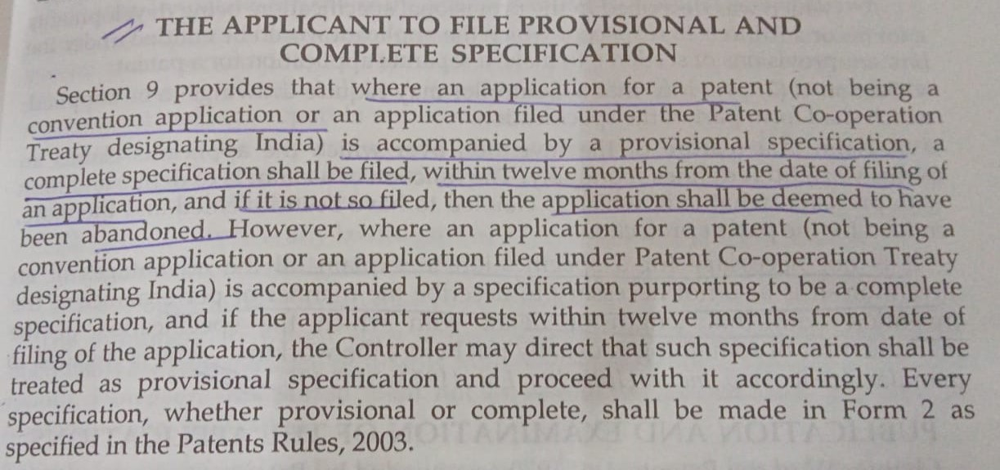 THE APPLICANT TO FILE PROVISIONAL AND
COMPLETE SPECIFICATION
Section 9 provides that where an application for a patent (not being a
convention application or an application filed under the Patent Co-operation
Treaty designating India) is accompanied by a provisional specification, a
complete specification shall be filed, within twelve months from the date of filing of
an application, and if it is not so filed, then the application shall be deemed to have
been abandoned. However, where an application for a patent (not being a
convention application or an application filed under Patent Co-operation Treaty
designating India) is accompanied by a specification purporting to be a complete
specification, and if the applicant requests within twelve months from date of
filing of the application, the Controller may direct that such specification shall be
treated as provisional specification and proceed with it accordingly. Every
specification, whether provisional or complete, shall be made in Form 2 as
specified in the Patents Rules, 2003.